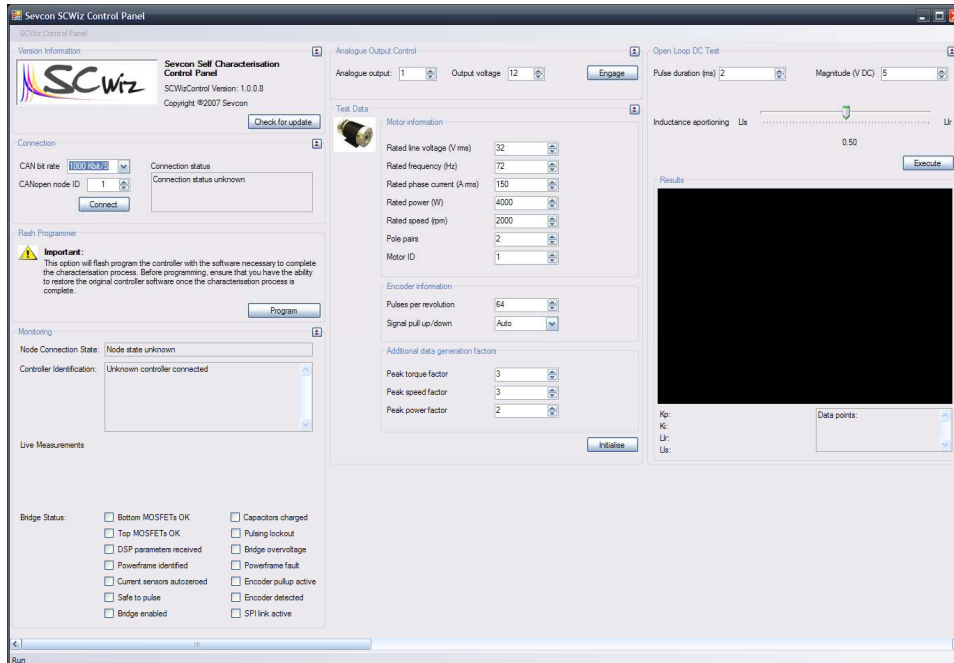 Sevcon SCWiz Control Panel
SCWiz Control Panel
Version Information
SCWiz
Sevcon Self Characterisation
Control Panel
SCWizControl Version: 1.0.0.8
Copyright ©2007 Sevcon
Check for update
Connection
CAN bit rate 1000 Kbit/S
Connection status
Connection status unknown
CANopen node ID 1
Connect
Flash Programmer
Important:
This option will flash program the controller with the software necessary to complete
the characterisation process. Before programming, ensure that you have the ability
to restore the original controller software once the characterisation process is
complete.
Program
Monitoring
Node Connection State: Node state unknown
Controller Identification: Unknown controller connected
Live Measurements
Bridge Status:
Bottom MOSFETs OK
Capacitors charged
Top MOSFETs OK
Pulsing lockout
DSP parameters received
Bridge overvoltage
Powerframe identified
Powerframe fault
Current sensors autozeroed
Encoder pullup active
Safe to pulse
Encoder detected
Bridge enabled
SPI link active
Analogue Output Control
Analogue output: 1 Output voltage 12 Engage
Test Data
Motor information
Rated line voltage (V rms) 32
Rated frequency (Hz) 72
Rated phase current (A rms) 150
Rated power (W) 4000
Rated speed (rpm) 2000
Pole pairs 2
Motor ID 1
Encoder information
Pulses per revolution 64
Signal pull up/down Auto
Additional data generation factors
Peak torque factor 3
Peak speed factor 3
Peak power factor 2
Initialise
Open Loop DC Test
Pulse duration (ms) 2 Magnitude (V DC) 5
Inductance aportioning Lls Llr
0.50
Execute
Results
Kp:
Ki:
Llr:
Lls:
Data points:
Run